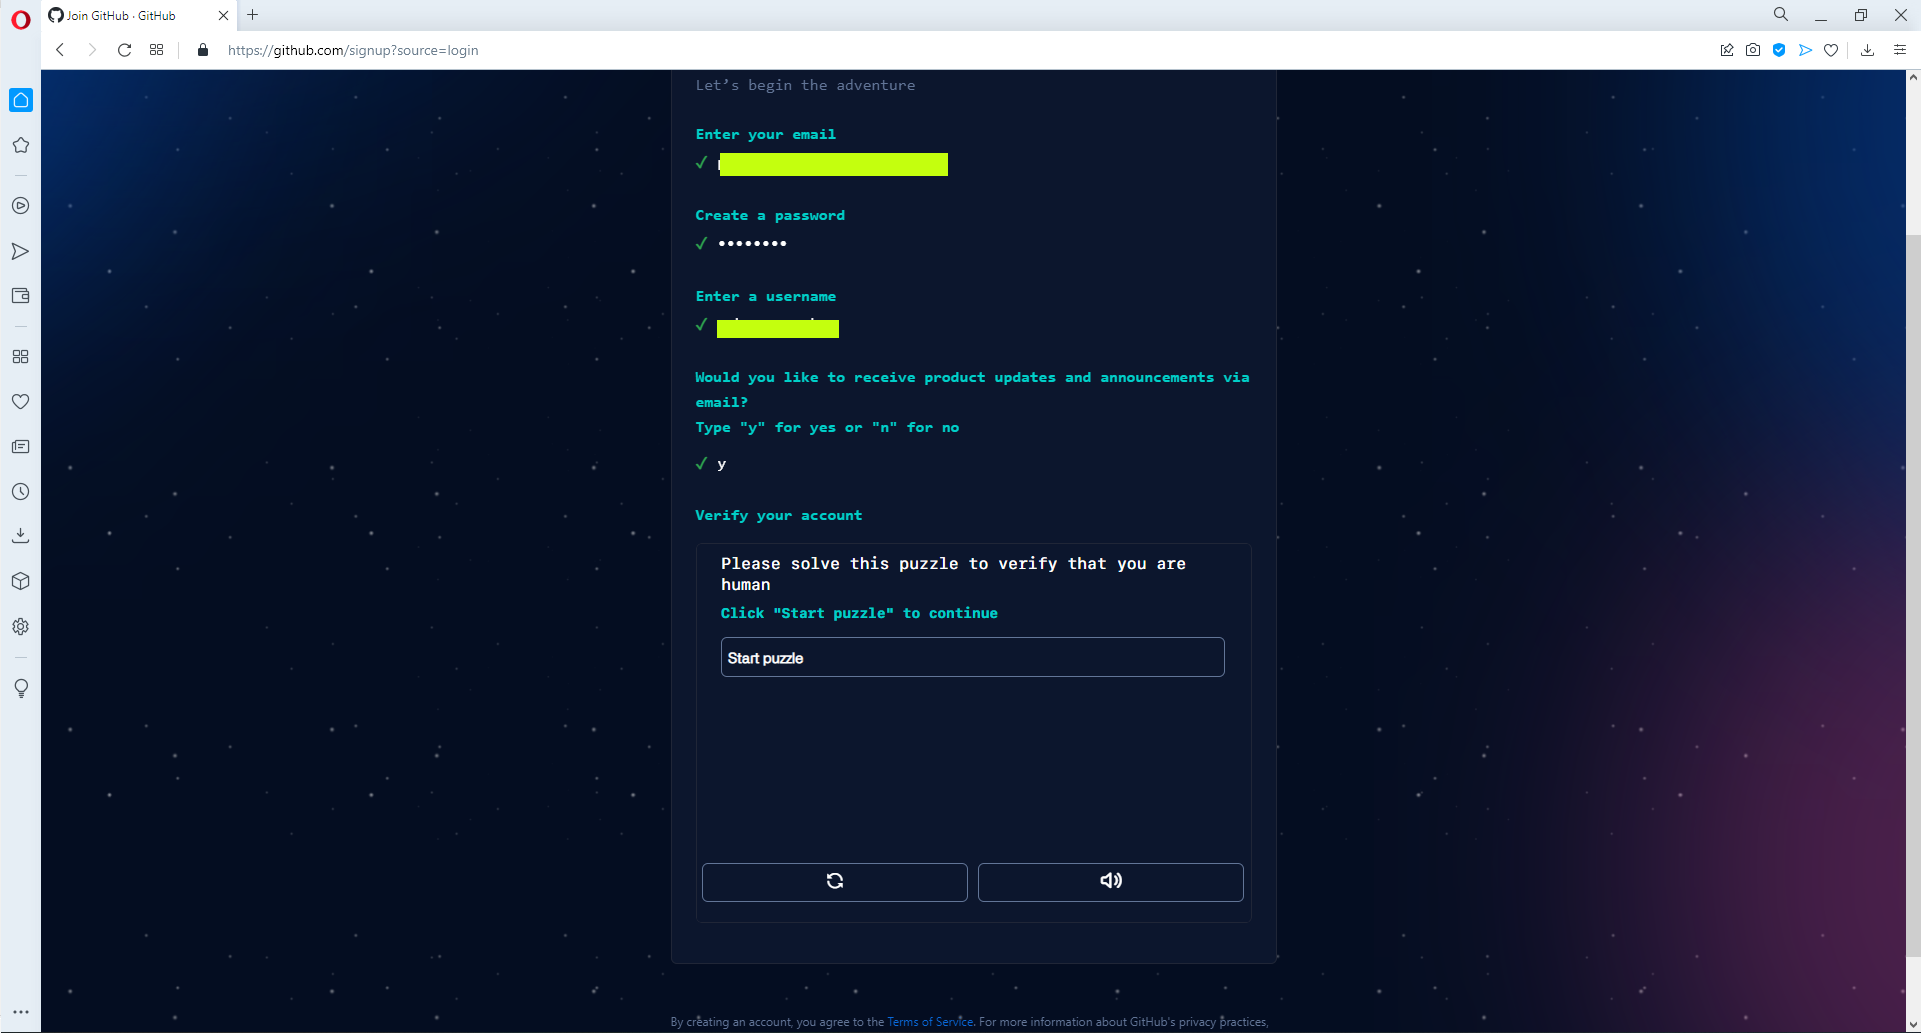 Join GitHub · GitHub
https://github.com/signup?source=login
Let’s begin the adventure
Enter your email
Create a password
••••••••
Enter a username
Would you like to receive product updates and announcements via
email?
Type "y" for yes or "n" for no
y
Verify your account
Please solve this puzzle to verify that you are
human
Click "Start puzzle" to continue
Start puzzle
By creating an account, you agree to the Terms of Service. For more information about GitHub's privacy practices,